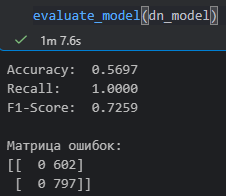 evaluate_model(dn_model)
✓ 1m 7.6s
Accuracy: 0.5697
Recall: 1.0000
F1-Score: 0.7259
Матрица ошибок:
[[ 0 602]
[ 0 797]]